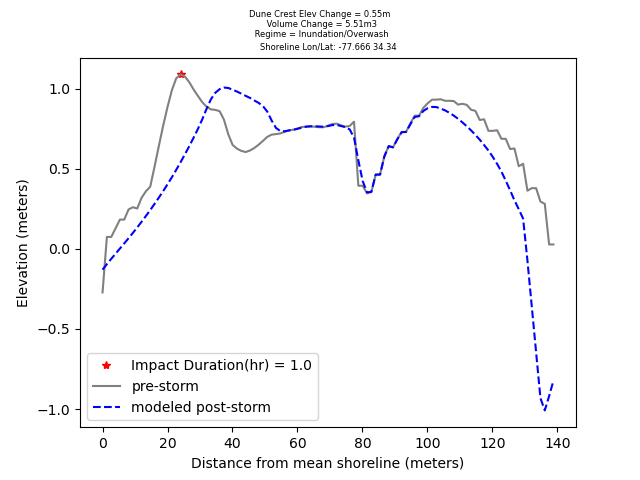 Dune Crest Elev Change = 0.55m
Volume Change = 5.51m3
Regime = Inundation/Overwash
Shoreline Lon/Lat: -77.666 34.34
1.0
0.5
0.0
−0.5
−1.0
Elevation (meters)
Impact Duration(hr) = 1.0
pre-storm
modeled post-storm
0 20 40 60 80 100 120 140
Distance from mean shoreline (meters)